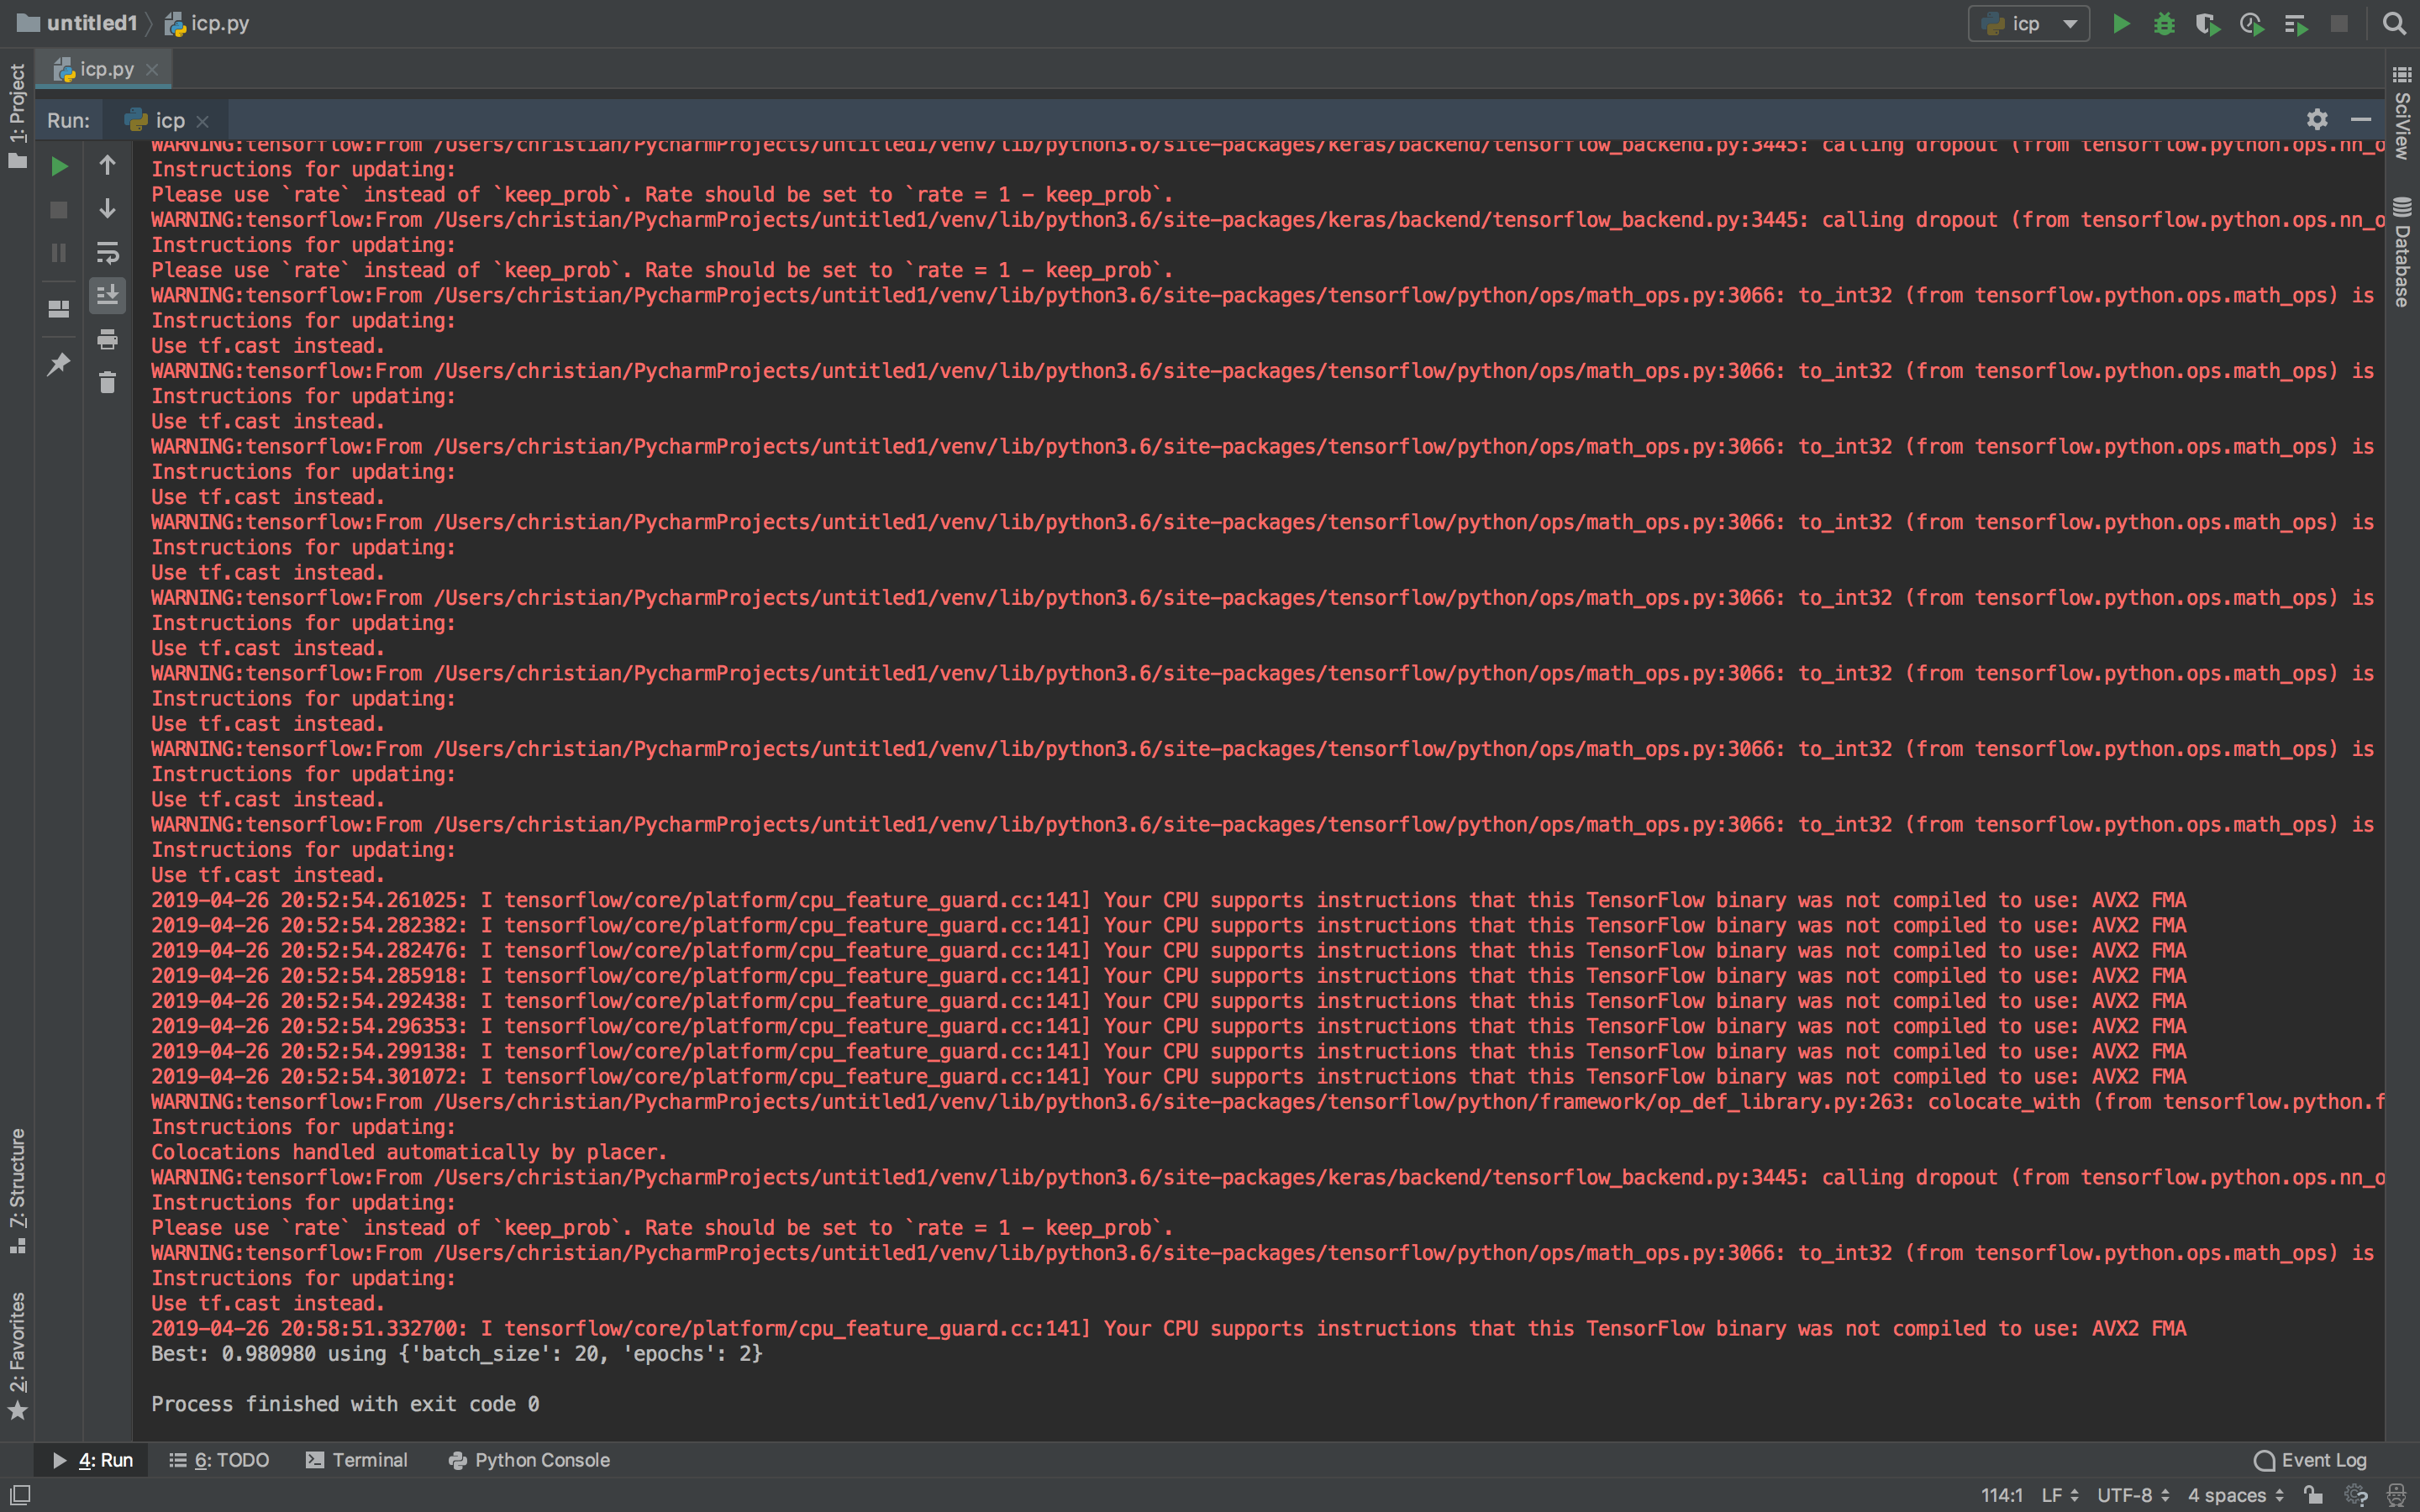 untitled1 icp.py icp
icp.py
Run: icp
WARNING:tensorflow:From /Users/christian/PycharmProjects/untitled1/venv/lib/python3.6/site-packages/keras/backend/tensorflow_backend.py:3445: calling dropout (from tensorflow.python.ops.nn_o
Instructions for updating:
Please use `rate` instead of `keep_prob`. Rate should be set to `rate = 1 - keep_prob`.
WARNING:tensorflow:From /Users/christian/PycharmProjects/untitled1/venv/lib/python3.6/site-packages/keras/backend/tensorflow_backend.py:3445: calling dropout (from tensorflow.python.ops.nn_o
Instructions for updating:
Please use `rate` instead of `keep_prob`. Rate should be set to `rate = 1 - keep_prob`.
WARNING:tensorflow:From /Users/christian/PycharmProjects/untitled1/venv/lib/python3.6/site-packages/tensorflow/python/ops/math_ops.py:3066: to_int32 (from tensorflow.python.ops.math_ops) is
Instructions for updating:
Use tf.cast instead.
WARNING:tensorflow:From /Users/christian/PycharmProjects/untitled1/venv/lib/python3.6/site-packages/tensorflow/python/ops/math_ops.py:3066: to_int32 (from tensorflow.python.ops.math_ops) is
Instructions for updating:
Use tf.cast instead.
WARNING:tensorflow:From /Users/christian/PycharmProjects/untitled1/venv/lib/python3.6/site-packages/tensorflow/python/ops/math_ops.py:3066: to_int32 (from tensorflow.python.ops.math_ops) is
Instructions for updating:
Use tf.cast instead.
WARNING:tensorflow:From /Users/christian/PycharmProjects/untitled1/venv/lib/python3.6/site-packages/tensorflow/python/ops/math_ops.py:3066: to_int32 (from tensorflow.python.ops.math_ops) is
Instructions for updating:
Use tf.cast instead.
WARNING:tensorflow:From /Users/christian/PycharmProjects/untitled1/venv/lib/python3.6/site-packages/tensorflow/python/ops/math_ops.py:3066: to_int32 (from tensorflow.python.ops.math_ops) is
Instructions for updating:
Use tf.cast instead.
WARNING:tensorflow:From /Users/christian/PycharmProjects/untitled1/venv/lib/python3.6/site-packages/tensorflow/python/ops/math_ops.py:3066: to_int32 (from tensorflow.python.ops.math_ops) is
Instructions for updating:
Use tf.cast instead.
WARNING:tensorflow:From /Users/christian/PycharmProjects/untitled1/venv/lib/python3.6/site-packages/tensorflow/python/ops/math_ops.py:3066: to_int32 (from tensorflow.python.ops.math_ops) is
Instructions for updating:
Use tf.cast instead.
WARNING:tensorflow:From /Users/christian/PycharmProjects/untitled1/venv/lib/python3.6/site-packages/tensorflow/python/ops/math_ops.py:3066: to_int32 (from tensorflow.python.ops.math_ops) is
Instructions for updating:
Use tf.cast instead.
2019-04-26 20:52:54.261025: I tensorflow/core/platform/cpu_feature_guard.cc:141] Your CPU supports instructions that this TensorFlow binary was not compiled to use: AVX2 FMA
2019-04-26 20:52:54.282382: I tensorflow/core/platform/cpu_feature_guard.cc:141] Your CPU supports instructions that this TensorFlow binary was not compiled to use: AVX2 FMA
2019-04-26 20:52:54.282476: I tensorflow/core/platform/cpu_feature_guard.cc:141] Your CPU supports instructions that this TensorFlow binary was not compiled to use: AVX2 FMA
2019-04-26 20:52:54.285918: I tensorflow/core/platform/cpu_feature_guard.cc:141] Your CPU supports instructions that this TensorFlow binary was not compiled to use: AVX2 FMA
2019-04-26 20:52:54.292438: I tensorflow/core/platform/cpu_feature_guard.cc:141] Your CPU supports instructions that this TensorFlow binary was not compiled to use: AVX2 FMA
2019-04-26 20:52:54.296353: I tensorflow/core/platform/cpu_feature_guard.cc:141] Your CPU supports instructions that this TensorFlow binary was not compiled to use: AVX2 FMA
2019-04-26 20:52:54.299138: I tensorflow/core/platform/cpu_feature_guard.cc:141] Your CPU supports instructions that this TensorFlow binary was not compiled to use: AVX2 FMA
2019-04-26 20:52:54.301072: I tensorflow/core/platform/cpu_feature_guard.cc:141] Your CPU supports instructions that this TensorFlow binary was not compiled to use: AVX2 FMA
WARNING:tensorflow:From /Users/christian/PycharmProjects/untitled1/venv/lib/python3.6/site-packages/tensorflow/python/framework/op_def_library.py:263: colocate_with (from tensorflow.python.f
Instructions for updating:
Colocations handled automatically by placer.
WARNING:tensorflow:From /Users/christian/PycharmProjects/untitled1/venv/lib/python3.6/site-packages/keras/backend/tensorflow_backend.py:3445: calling dropout (from tensorflow.python.ops.nn_o
Instructions for updating:
Please use `rate` instead of `keep_prob`. Rate should be set to `rate = 1 - keep_prob`.
WARNING:tensorflow:From /Users/christian/PycharmProjects/untitled1/venv/lib/python3.6/site-packages/tensorflow/python/ops/math_ops.py:3066: to_int32 (from tensorflow.python.ops.math_ops) is
Instructions for updating:
Use tf.cast instead.
2019-04-26 20:58:51.332700: I tensorflow/core/platform/cpu_feature_guard.cc:141] Your CPU supports instructions that this TensorFlow binary was not compiled to use: AVX2 FMA
Best: 0.980980 using {'batch_size': 20, 'epochs': 2}
Process finished with exit code 0
1: Project
7: Structure
2: Favorites
SciView
Database
4: Run 6: TODO Terminal Python Console Event Log
114:1 LF UTF-8 4 spaces